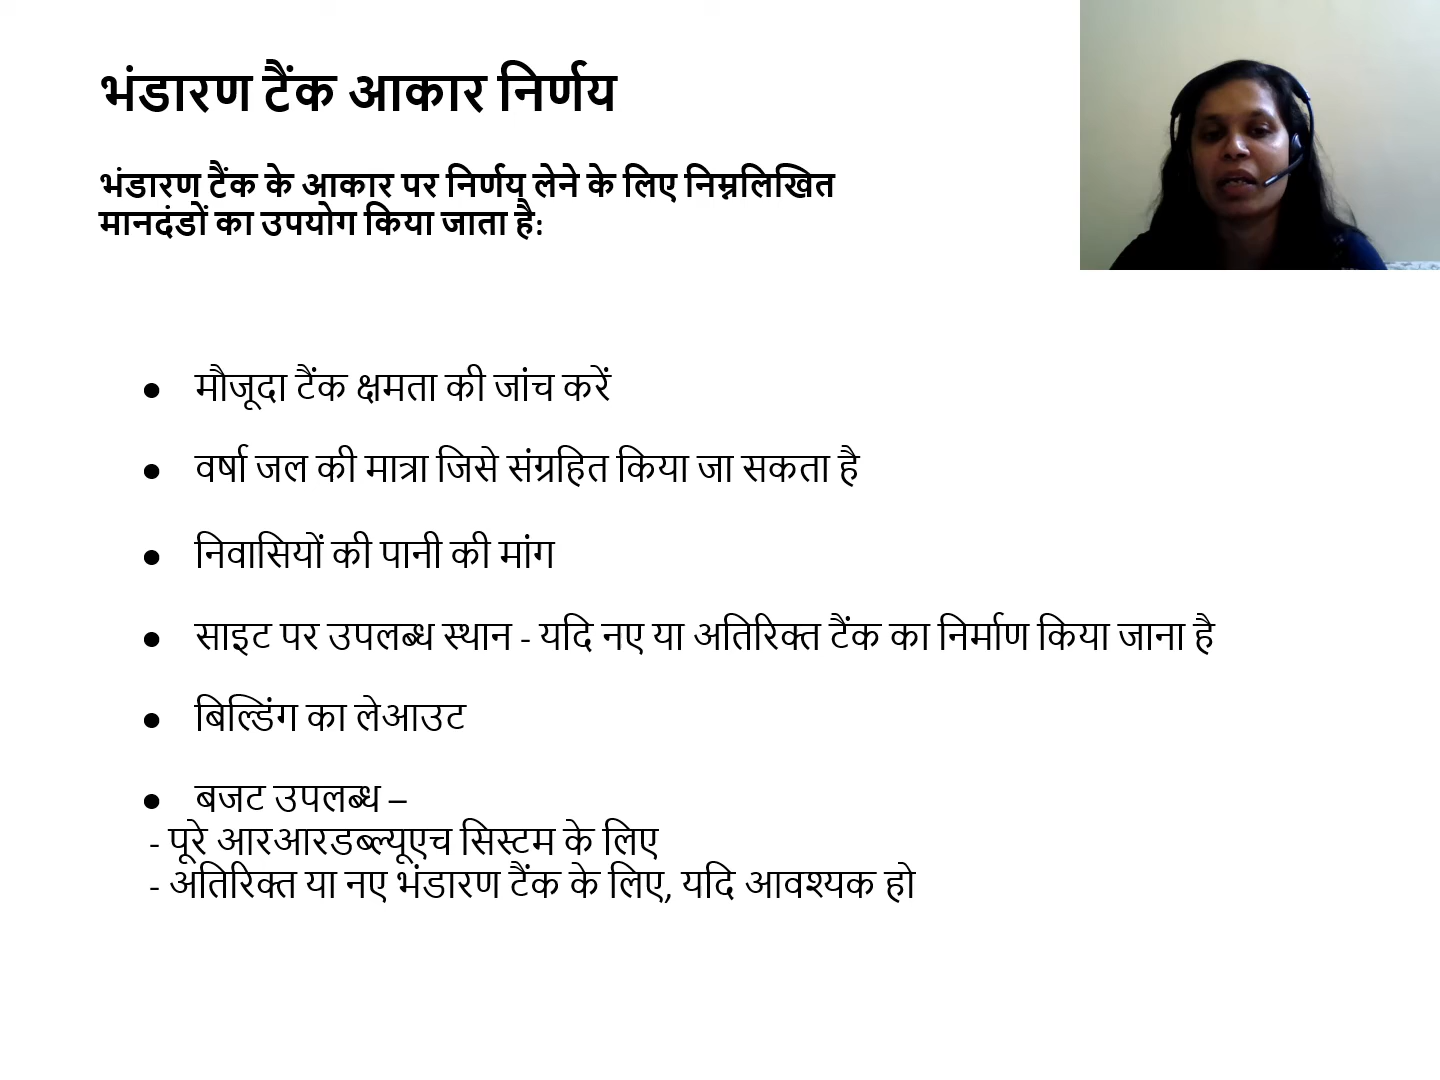 भंडारण टैंक आकार निर्णय
भंडारण टैंक के आकार पर निर्णय लेने के लिए निम्नलिखित
मानदंडों का उपयोग किया जाता है:
● मौजूदा टैंक क्षमता की जांच करें
● वर्षा जल की मात्रा जिसे संग्रहित किया जा सकता है
● निवासियों की पानी की मांग
● साइट पर उपलब्ध स्थान - यदि नए या अतिरिक्त टैंक का निर्माण किया जाना है
● बिल्डिंग का लेआउट
● बजट उपलब्ध –
- पूरे आरआरडब्ल्यूएच सिस्टम के लिए
- अतिरिक्त या नए भंडारण टैंक के लिए, यदि आवश्यक हो